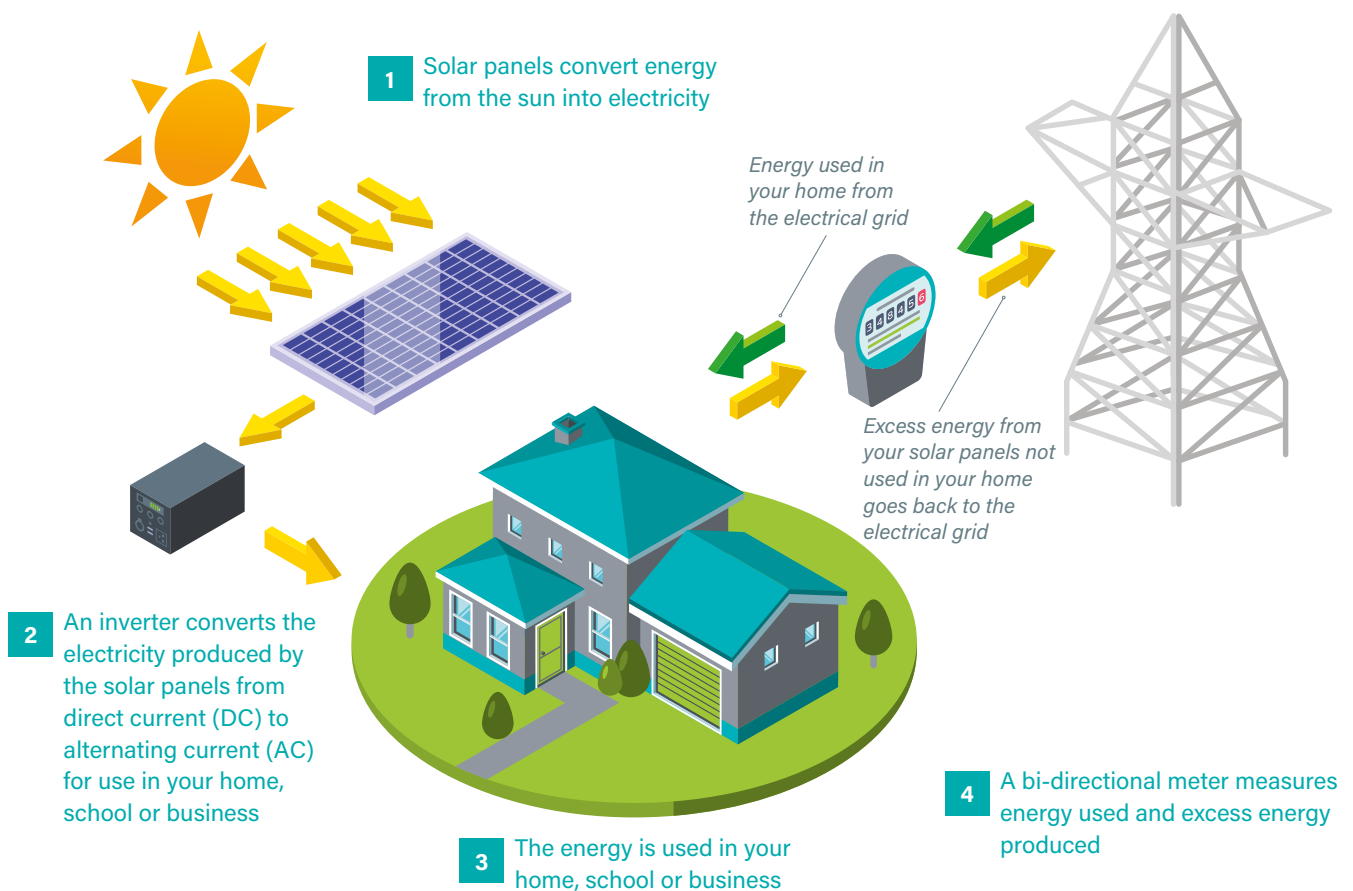 1
Solar panels convert energy
from the sun into electricity
Energy used in
your home from
the electrical grid
348456
Excess energy from
your solar panels not
used in your home
goes back to the
electrical grid
2
An inverter converts the
electricity produced by
the solar panels from
direct current (DC) to
alternating current (AC)
for use in your home,
school or business
3
The energy is used in your
home, school or business
4
A bi-directional meter measures
energy used and excess energy
produced